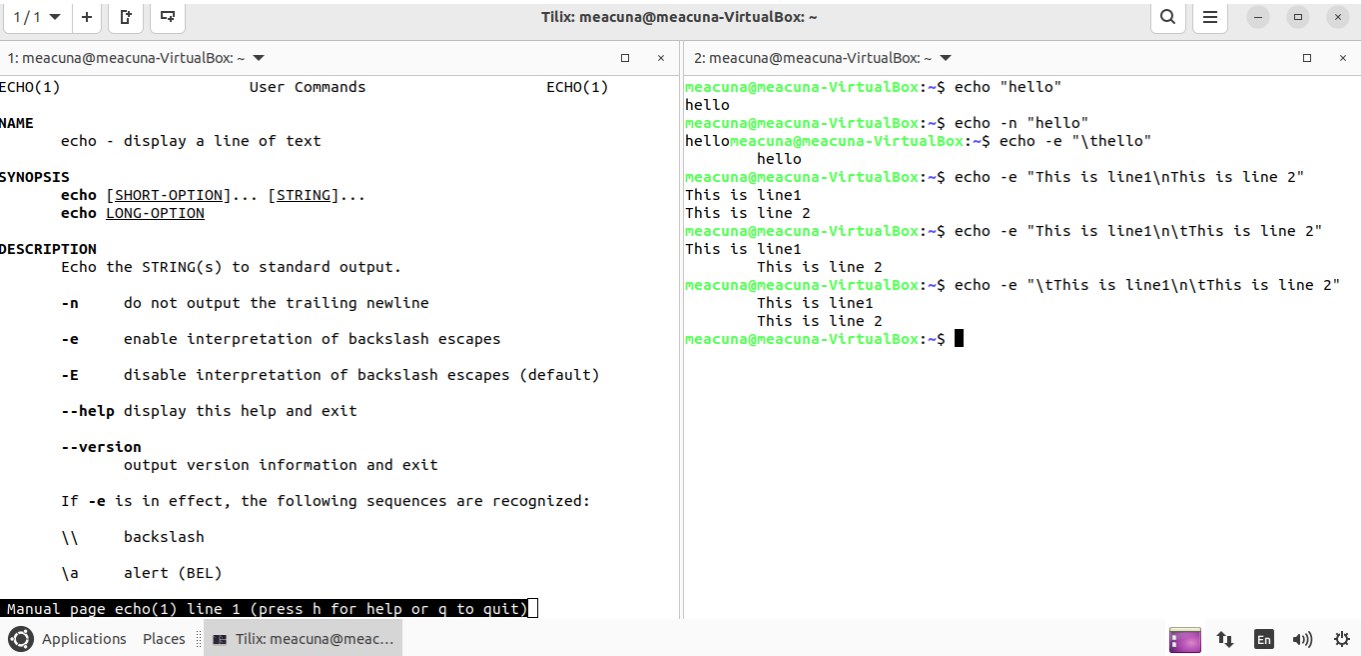 1 / 1
Tilix: meacuna@meacuna-VirtualBox: ~
1: meacuna@meacuna-VirtualBox: ~
ECHO(1) User Commands ECHO(1)
NAME
echo - display a line of text
SYNOPSIS
echo [SHORT-OPTION]... [STRING]...
echo LONG-OPTION
DESCRIPTION
Echo the STRING(s) to standard output.
-n do not output the trailing newline
-e enable interpretation of backslash escapes
-E disable interpretation of backslash escapes (default)
--help display this help and exit
--version
output version information and exit
If -e is in effect, the following sequences are recognized:
\\ backslash
\a alert (BEL)
Manual page echo(1) line 1 (press h for help or q to quit)
2: meacuna@meacuna-VirtualBox: ~
meacuna@meacuna-VirtualBox:~$ echo "hello"
hello
meacuna@meacuna-VirtualBox:~$ echo -n "hello"
hellomeacuna@meacuna-VirtualBox:~$ echo -e "\thello"
hello
meacuna@meacuna-VirtualBox:~$ echo -e "This is line1\nThis is line 2"
This is line1
This is line 2
meacuna@meacuna-VirtualBox:~$ echo -e "This is line1\n\tThis is line 2"
This is line1
This is line 2
meacuna@meacuna-VirtualBox:~$ echo -e "\tThis is line1\n\tThis is line 2"
This is line1
This is line 2
meacuna@meacuna-VirtualBox:~$
Applications Places Tilix: meacuna@meac... En